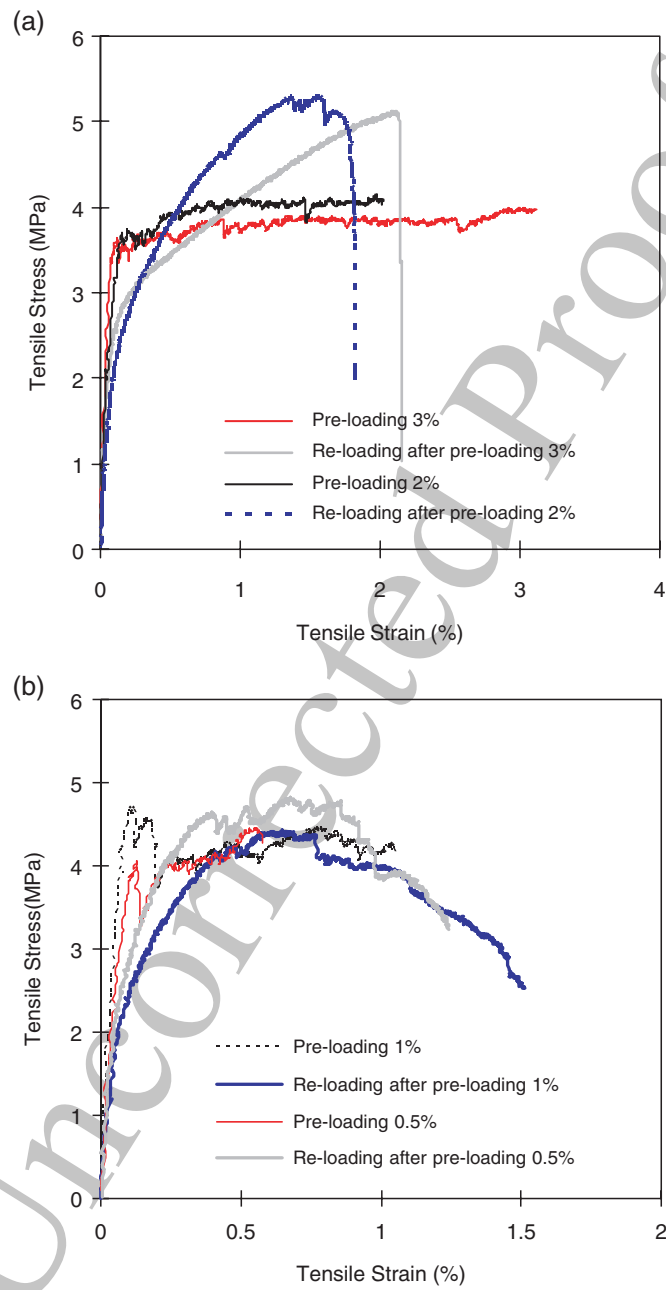 (a)
6
5
4
3
2
1
0
Tensile Stress (MPa)
Pre-loading 3%
Re-loading after pre-loading 3%
Pre-loading 2%
Re-loading after pre-loading 2%
0 1 2 3 4
Tensile Strain (%)
(b)
6
5
4
3
2
1
0
Tensile Stress(MPa)
Pre-loading 1%
Re-loading after pre-loading 1%
Pre-loading 0.5%
Re-loading after pre-loading 0.5%
0 0.5 1 1.5 2
Tensile Strain (%)
Uncorrected Proof